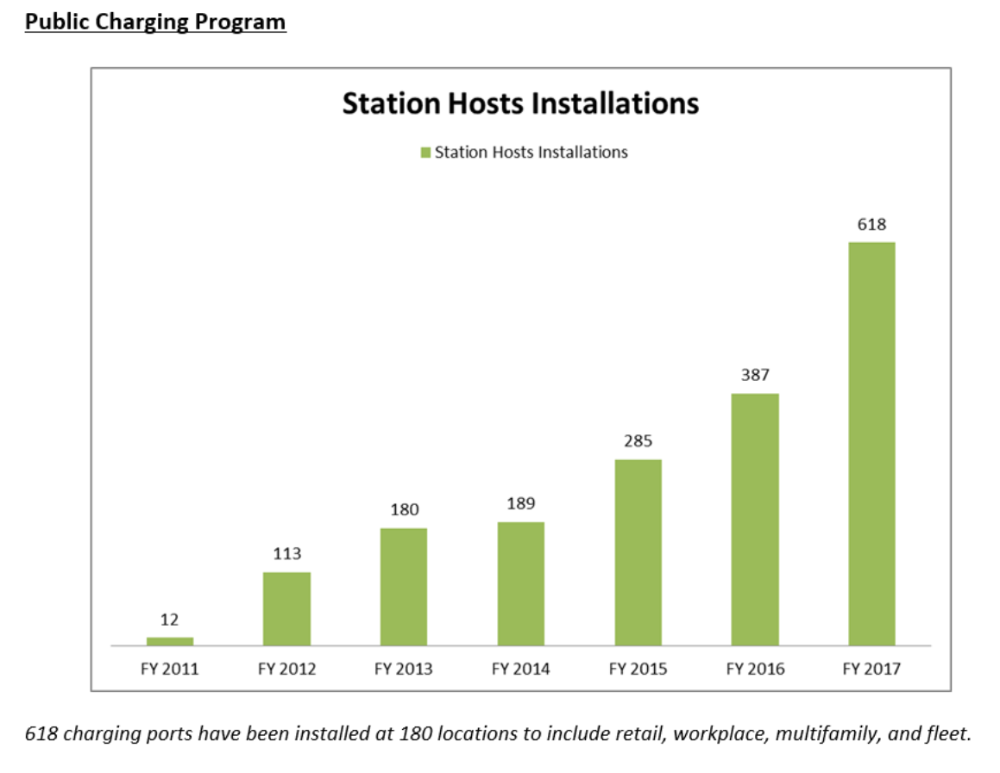 Public Charging Program
Station Hosts Installations
Station Hosts Installations
618
387
285
189
180
113
12
FY 2011 FY 2012 FY 2013 FY 2014 FY 2015 FY 2016 FY 2017
618 charging ports have been installed at 180 locations to include retail, workplace, multifamily, and fleet.